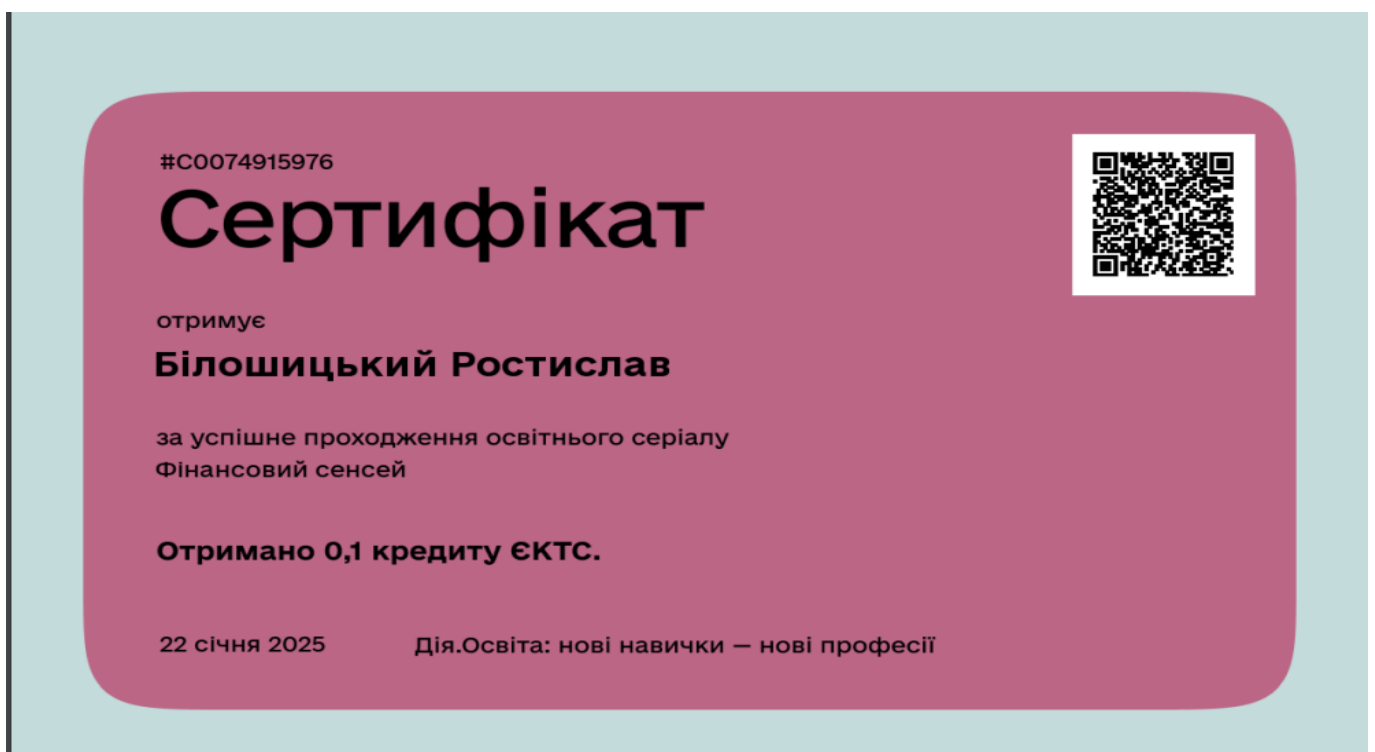 #C0074915976
Сертифікат
отримує
Білошицький Ростислав
за успішне проходження освітнього серіалу
Фінансовий сенсей
Отримано 0,1 кредиту ЄКТС.
22 січня 2025 Дія.Освіта: нові навички — нові професії